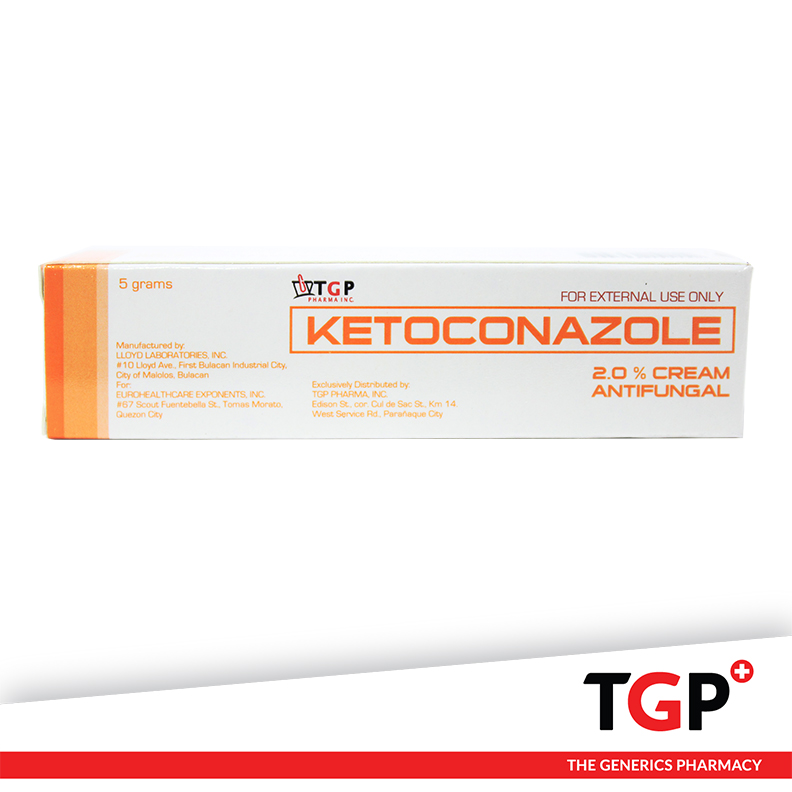 5 grams
TGP
PHARMA INC.
FOR EXTERNAL USE ONLY
KETOCONAZOLE
2.0 % CREAM
ANTIFUNGAL
Manufactured by:
LLOYD LABORATORIES, INC.
#10 Lloyd Ave., First Bulacan Industrial City,
City of Malolos, Bulacan
For:
EUROHEALTHCARE EXPONENTS, INC.
#67 Scout Fuentebella St., Tomas Morato,
Quezon City
Exclusively Distributed by:
TGP PHARMA, INC.
Edison St., cor. Cul de Sac St., Km 14
West Service Rd., Parañaque City
TGP
THE GENERICS PHARMACY